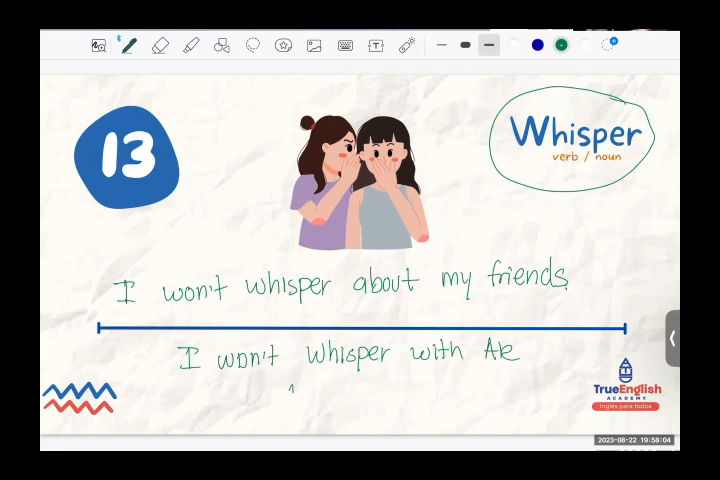 13
Whisper
verb / noun
I won't whisper about my friends
I won't whisper with Ale
TrueEnglish
ACADEMY
Inglés para todos
2023-08-22 19:58:04